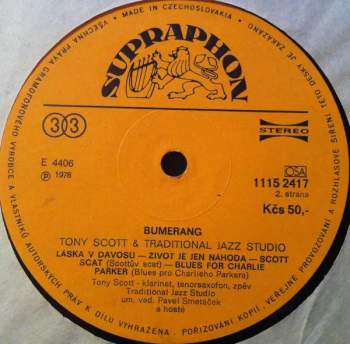 MADE IN CZECHOSLOVAKIA • VŠECHNA PRÁVA GRAMOFONOVÉHO VÝROBCE A VLASTNÍKŮ AUTORSKÝCH PRÁV K DÍLU VYHRAŽENA. POŘIZOVÁNÍ KOPIÍ, VEŘEJNÉ PROVOZOVÁNÍ A ROZHLASOVÉ ŠÍŘENÍ TÉTO DESKY JE ZAKÁZÁNO
SUPRAPHON
33
STEREO
E 4406
Ⓟ 1978
OSA
1115 2417
2. strana
Kčs 50,-
BUMERANG
TONY SCOTT & TRADITIONAL JAZZ STUDIO
LÁSKA V DAVOSU — ŽIVOT JE JEN NÁHODA — SCOTT
SCAT (Scottův scat) — BLUES FOR CHARLIE
PARKER (Blues pro Charlieho Parkera)
Tony Scott - klarinet, tenorsaxofon, zpěv
Traditional Jazz Studio
um. ved. Pavel Smetáček
a hosté